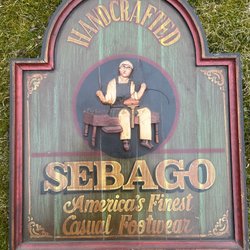 HANDCRAFTED
SEBAGO
America's Finest
Casual Footwear